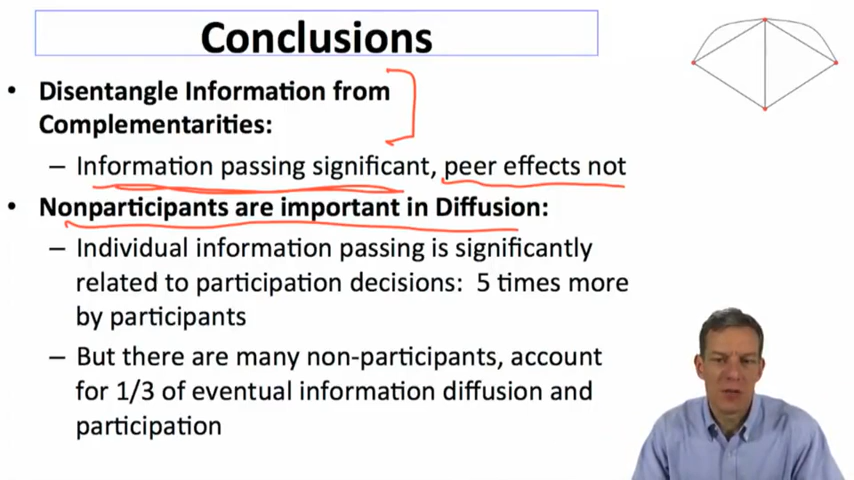 Conclusions
• Disentangle Information from
Complementarities:
– Information passing significant, peer effects not
• Nonparticipants are important in Diffusion:
– Individual information passing is significantly
related to participation decisions: 5 times more
by participants
– But there are many non-participants, account
for 1/3 of eventual information diffusion and
participation